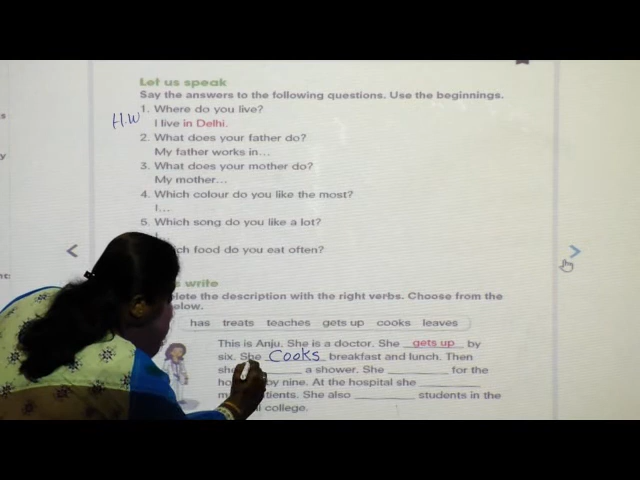 Let us speak
Say the answers to the following questions. Use the beginnings.
1. Where do you live?
H.W
I live in Delhi.
2. What does your father do?
My father works in...
3. What does your mother do?
My mother...
4. Which colour do you like the most?
I...
5. Which song do you like a lot?
I...
food do you eat often?
write
the description with the right verbs. Choose from the
has treats teaches gets up cooks leaves
This is Anju. She is a doctor. She gets up by
six. She Cooks breakfast and lunch. Then
a shower. She for the
by nine. At the hospital she
She also students in the
college.